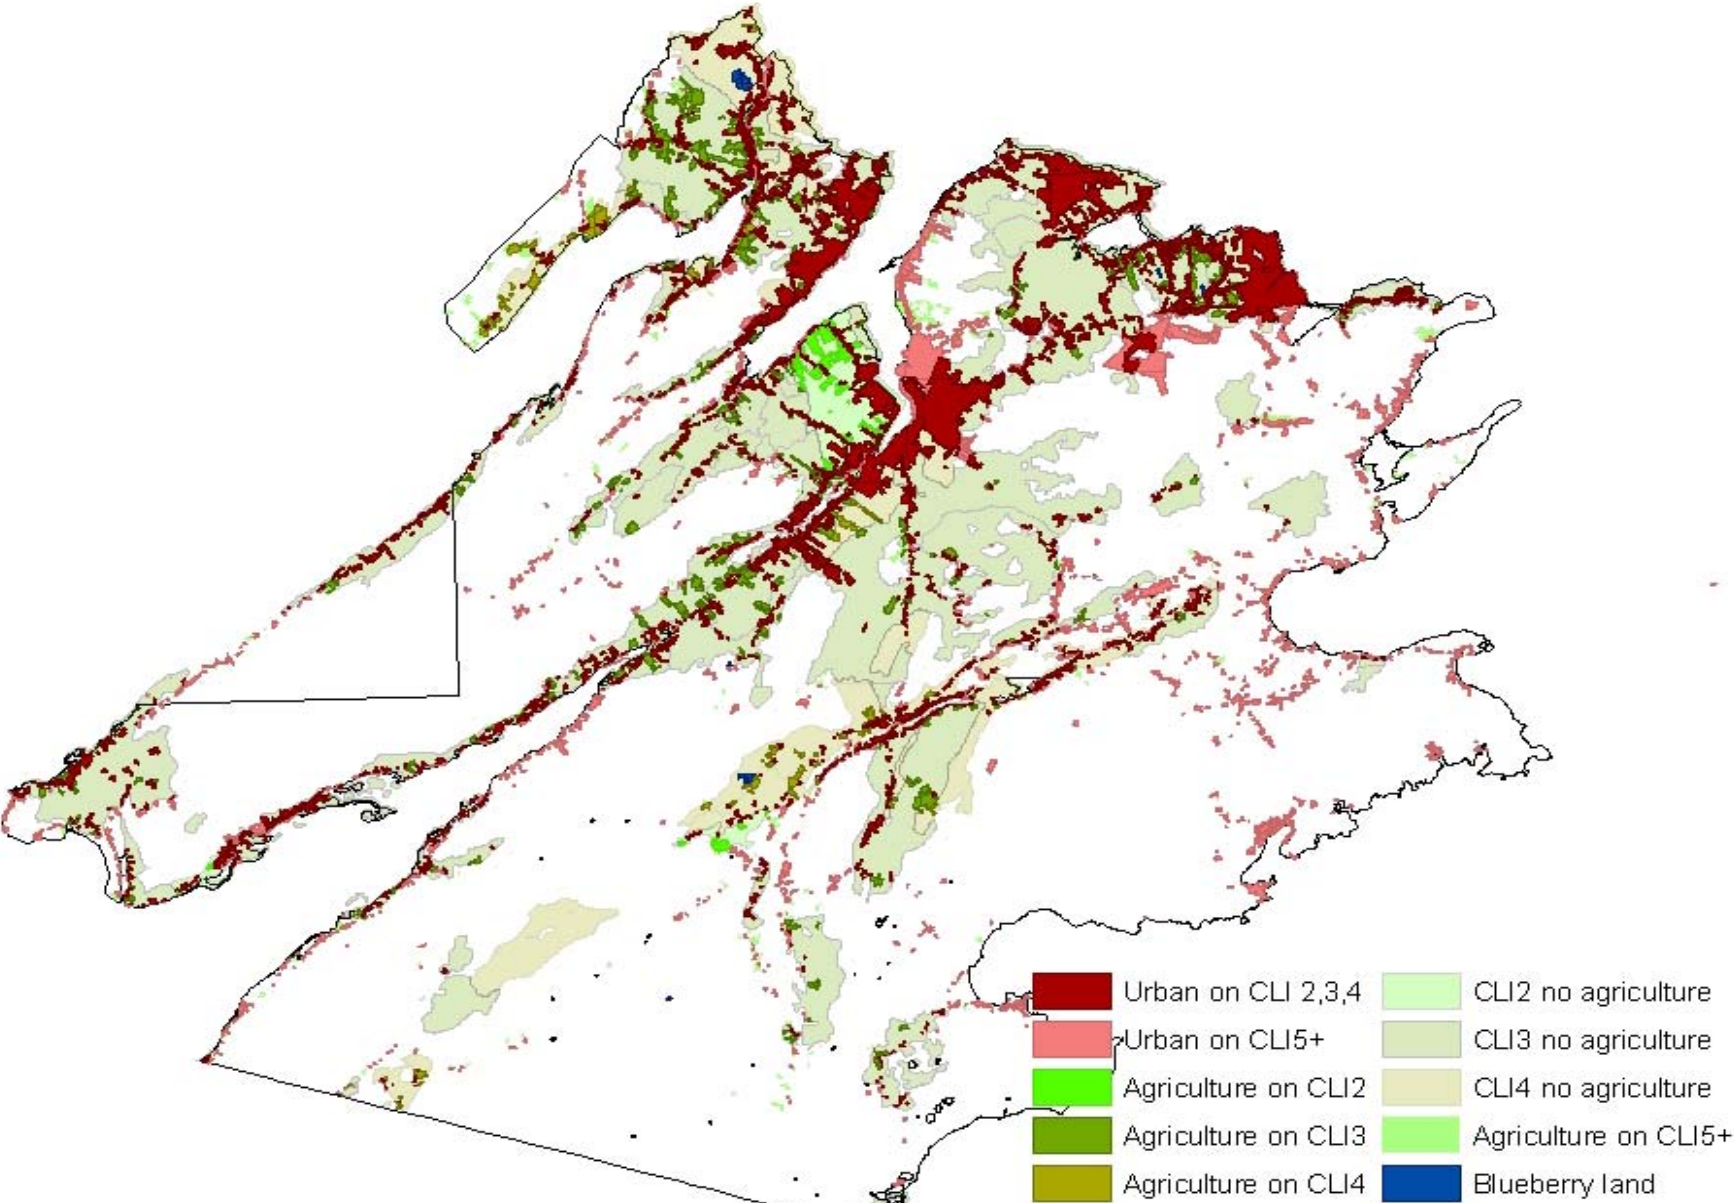 Urban on CLI 2,3,4
Urban on CLI5+
Agriculture on CLI2
Agriculture on CLI3
Agriculture on CLI4
CLI2 no agriculture
CLI3 no agriculture
CLI4 no agriculture
Agriculture on CLI5+
Blueberry land